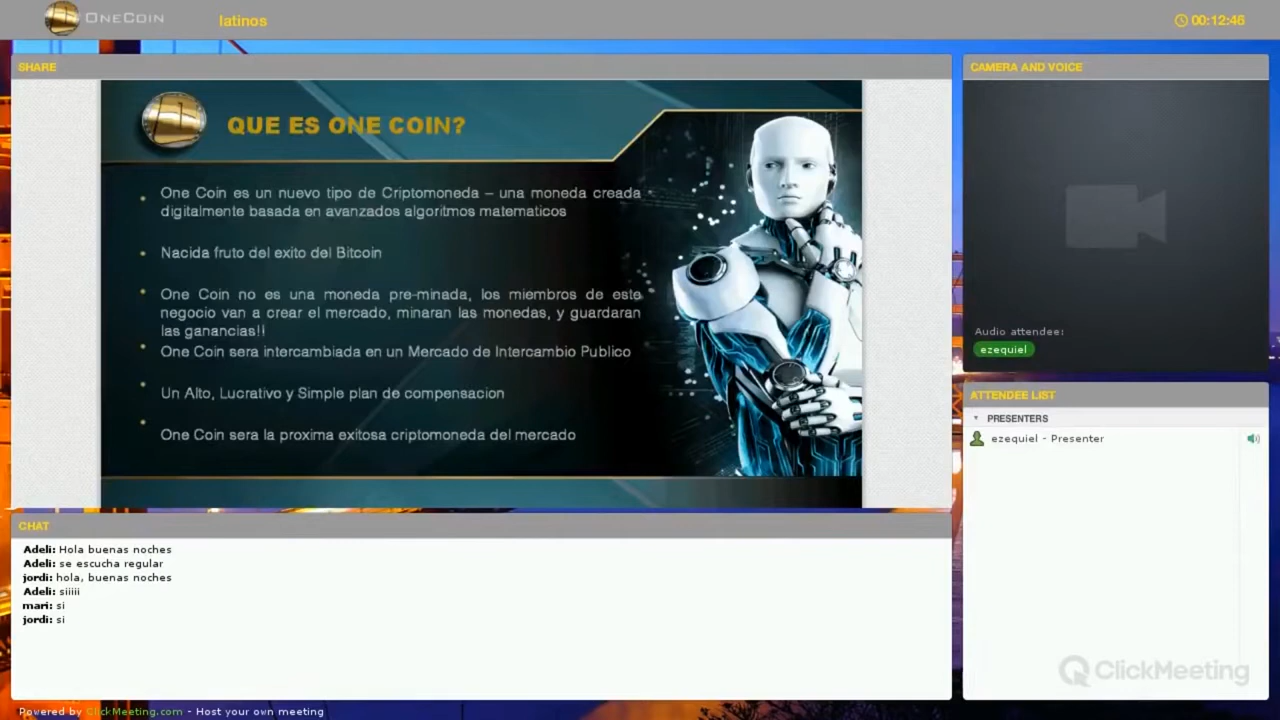 OneCoin
latinos
00:12:46
SHARE
QUE ES ONE COIN?
One Coin es un nuevo tipo de Criptomoneda – una moneda creada
digitalmente basada en avanzados algoritmos matematicos
Nacida fruto del exito del Bitcoin
One Coin no es una moneda pre-minada, los miembros de este
negocio van a crear el mercado, minaran las monedas, y guardaran
las ganancias!!
One Coin sera intercambiada en un Mercado de Intercambio Publico
Un Alto, Lucrativo y Simple plan de compensacion
One Coin sera la proxima exitosa criptomoneda del mercado
CAMERA AND VOICE
Audio attendee:
ezequiel
ATTENDEE LIST
PRESENTERS
ezequiel - Presenter
CHAT
Adeli: Hola buenas noches
Adeli: se escucha regular
jordi: hola, buenas noches
Adeli: siiiii
mari: si
jordi: si
ClickMeeting
Powered by ClickMeeting.com - Host your own meeting